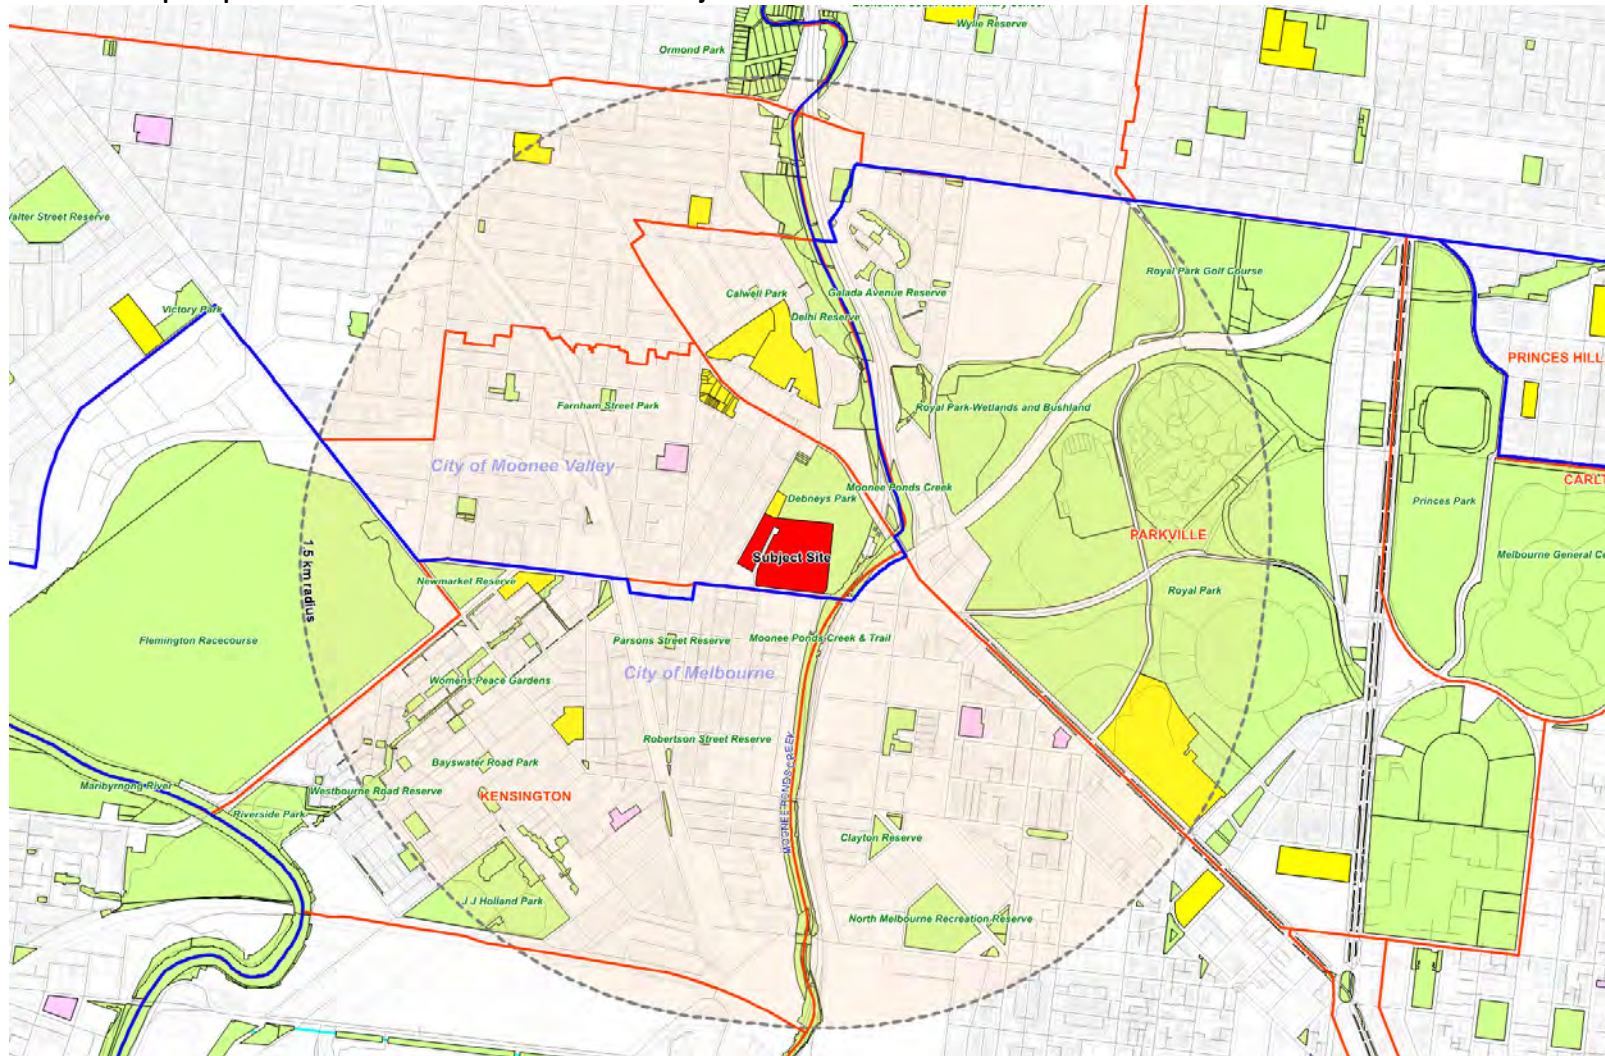 Wylie Reserve
Ormond Park
Walter Street Reserve
Royal Park Golf Course
Calwell Park
Galada Avenue Reserve
Victory Park
Delhi Reserve
PRINCES HILL
Farnham Street Park
Royal Park Wetlands and Bushland
City of Moonee Valley
CARLT
Moonee Ponds Creek
Debneys Park
Princes Park
PARKVILLE
Subject Site
Melbourne General Ce
1.5 km radius
Newmarket Reserve
Royal Park
Flemington Racecourse
Parsons Street Reserve
Moonee Ponds Creek & Trail
City of Melbourne
Womens Peace Gardens
Robertson Street Reserve
MOONEE PONDS CREEK
Bayswater Road Park
Maribyrnong River
Westbourne Road Reserve
KENSINGTON
Riverside Park
Clayton Reserve
J J Holland Park
North Melbourne Recreation Reserve